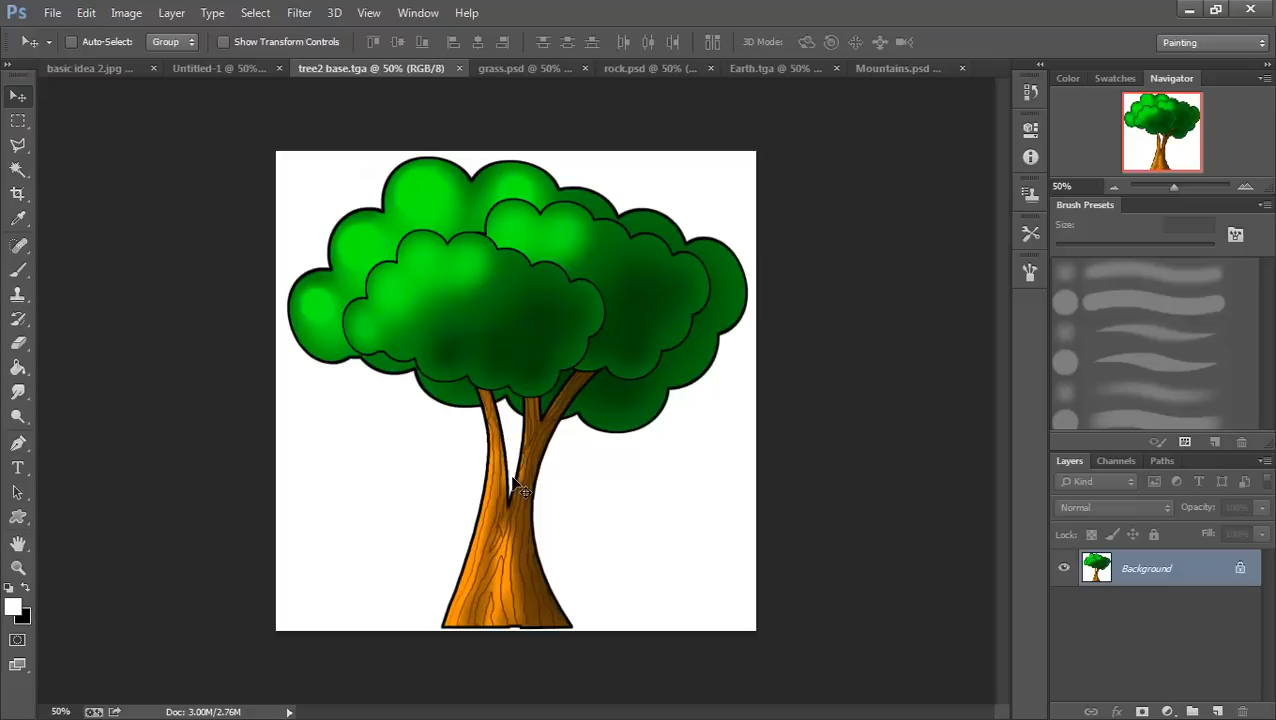 Ps File Edit Image Layer Type Select Filter 3D View Window Help
Auto-Select: Group Show Transform Controls 3D Mode: Painting
basic idea 2.jpg ... × Untitled-1 @ 50%... × tree2 base.tga @ 50% (RGB/8) × grass.psd @ 50% ... × rock.psd @ 50% (... × Earth.tga @ 50% ... × Mountains.psd ... ×
Color Swatches Navigator
50%
Brush Presets
Size:
Layers Channels Paths
Kind
Normal Opacity: 100%
Lock: Fill: 100%
Background
50% Doc: 3.00M/2.76M